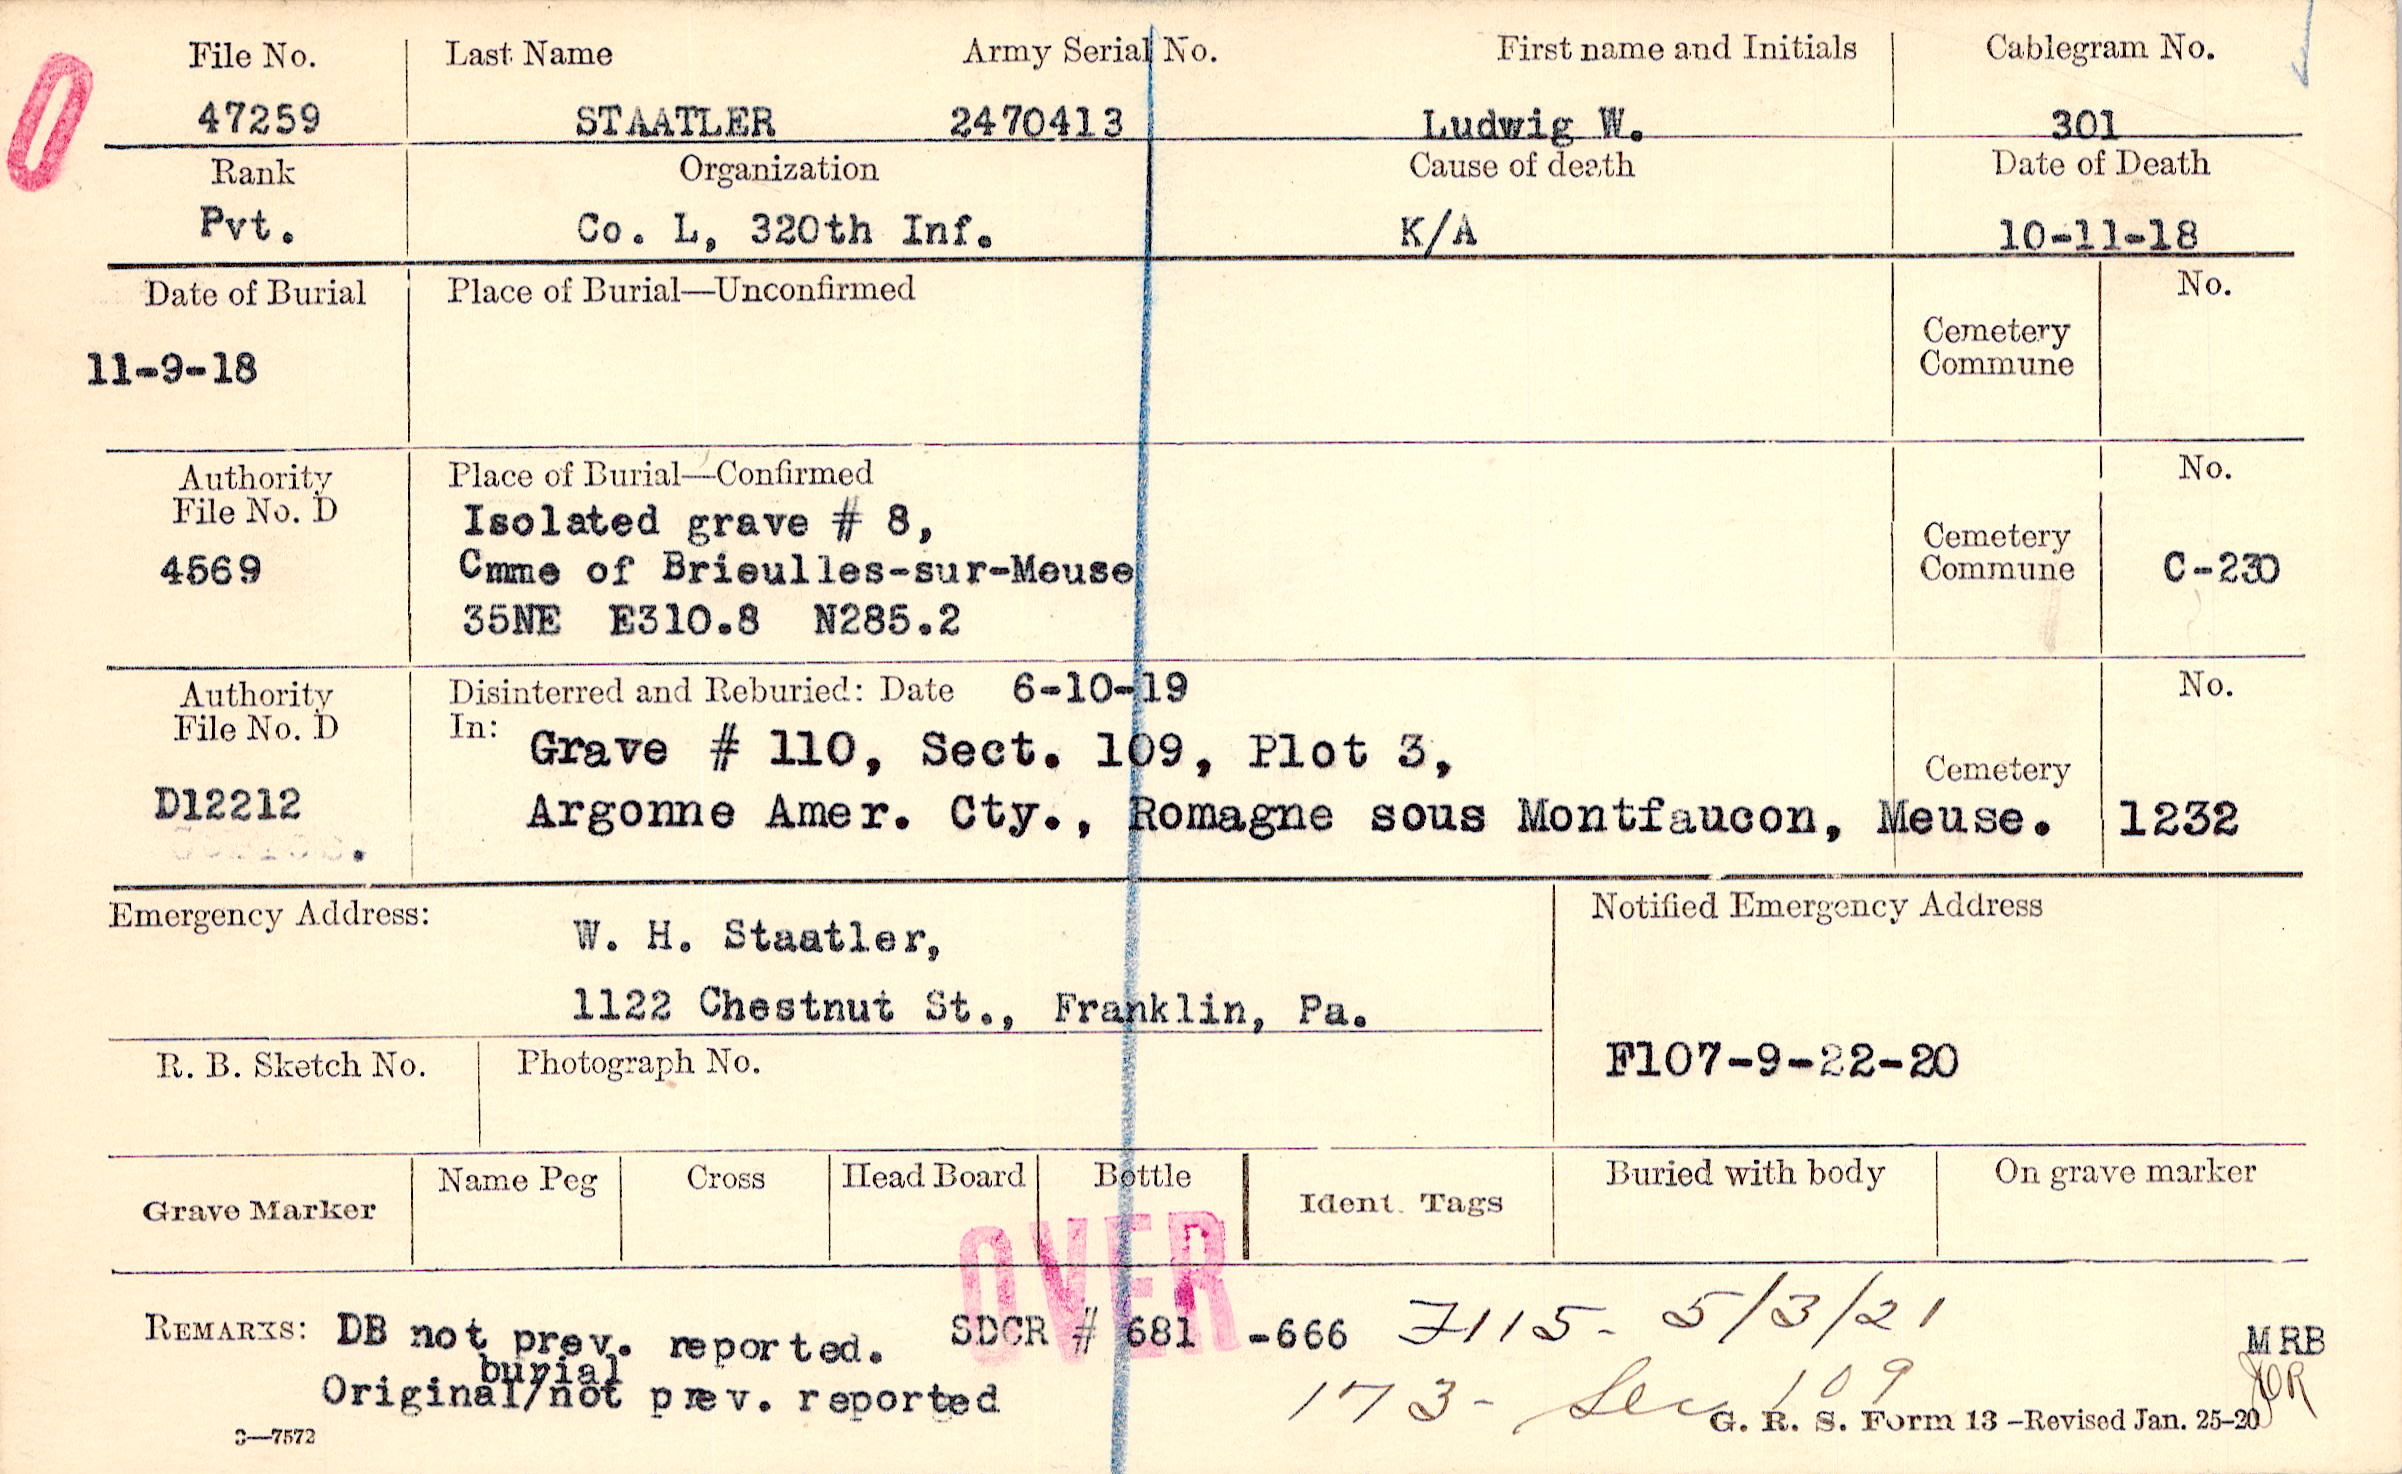 File No. Last Name Army Serial No. First name and Initials Cablegram No.
47259 STAATLER 2470413 Ludwig W. 301
Rank Organization Cause of death Date of Death
Pvt. Co. L, 320th Inf. K/A 10-11-18
Date of Burial Place of Burial—Unconfirmed No.
11-9-18 Cemetery
Commune
Authority Place of Burial—Confirmed No.
File No. D Isolated grave # 8,
4569 Cmme of Brieulles-sur-Meuse Cemetery
Commune C-230
35NE E310.8 N285.2
Authority Disinterred and Reburied: Date 6-10-19 No.
File No. D In: Grave # 110, Sect. 109, Plot 3,
Cemetery
D12212 Argonne Amer. Cty., Romagne sous Montfaucon, Meuse. 1232
Emergency Address: Notified Emergency Address
W. H. Staatler,
1122 Chestnut St., Franklin, Pa.
R. B. Sketch No. Photograph No. F107-9-22-20
Grave Marker Name Peg Cross Head Board Bottle Ident. Tags Buried with body On grave marker
OVER
REMARKS: DB not prev. reported. SDCR # 681 -666 7115- 5/3/21 MRB
burial
Original/not prev. reported 173- Sec 109
3—7572 G. R. S. Form 13 -Revised Jan. 25-20